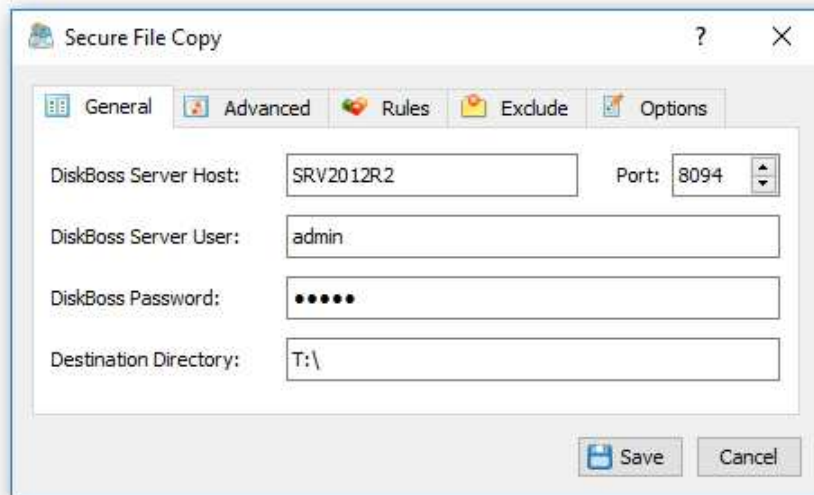 Secure File Copy ?
General Advanced Rules Exclude Options
DiskBoss Server Host: SRV2012R2 Port: 8094
DiskBoss Server User: admin
DiskBoss Password: •••••
Destination Directory: T:\
Save Cancel